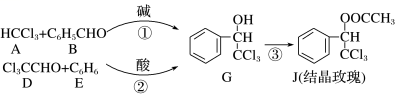 HCCl₃+C₆H₅CHO
A B
碱
①
Cl₃CCHO+C₆H₆
D E
酸
②
OH
CH
CCl₃
G
③
OOCCH₃
CH
CCl₃
J(结晶玫瑰)